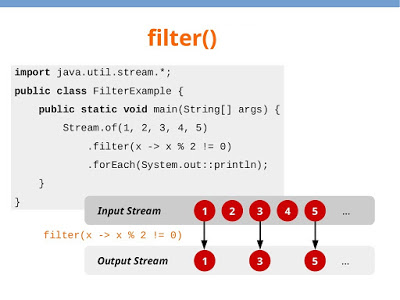 filter()
import java.util.stream.*;
public class FilterExample {
public static void main(String[] args) {
Stream.of(1, 2, 3, 4, 5)
.filter(x -> x % 2 != 0)
.forEach(System.out::println);
}
}
Input Stream 1 2 3 4 5 ...
filter(x -> x % 2 != 0)
Output Stream 1 3 5 ...